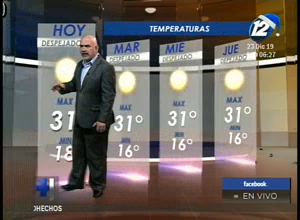 HOY
DESPEJADO
TEMPERATURAS
12
MAR
DESPEJADO
MIE
DESPEJADO
JUE
DESPEJADO
23 Dic 19
06:27
MAX
31°
MIN
18
MAX
31°
MIN
16°
MAX
31°
MIN
16°
MAX
31°
MIN
16°
facebook
EN VIVO
HECHOS